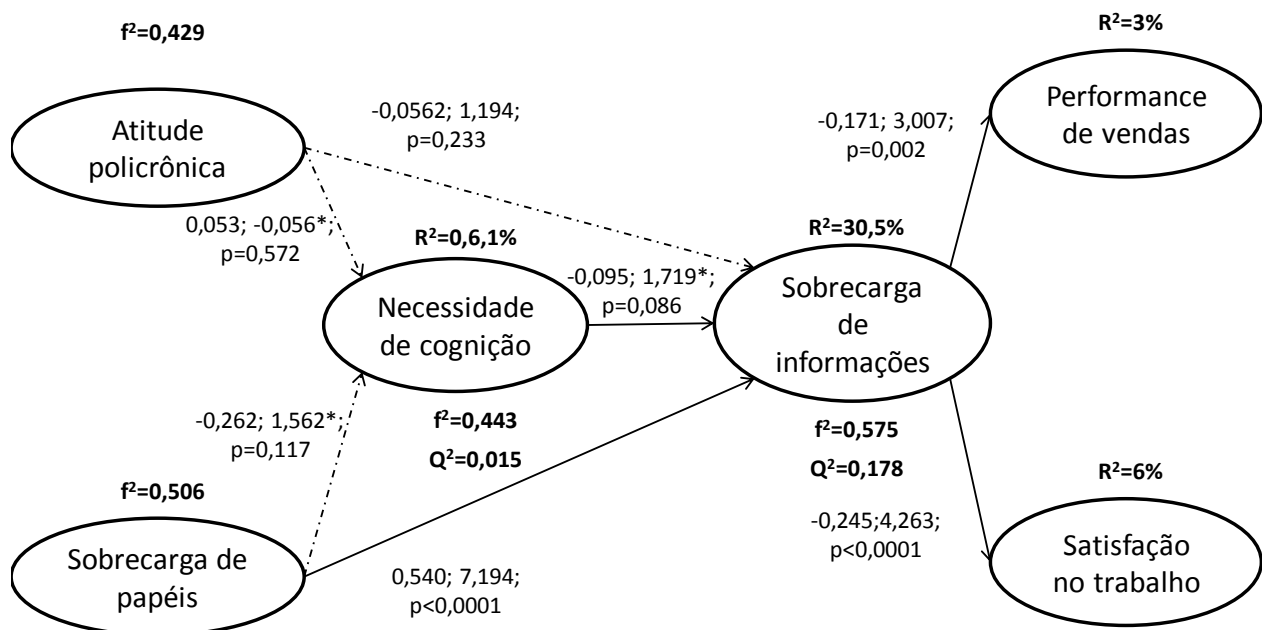 f²=0,429
Atitude
policrônica
-0,0562; 1,194;
p=0,233
R²=3%
Performance
de vendas
-0,171; 3,007;
p=0,002
0,053; -0,056*;
p=0,572
R²=0,6,1%
Necessidade
de cognição
-0,095; 1,719*;
p=0,086
R²=30,5%
Sobrecarga
de
informações
-0,262; 1,562*;
p=0,117
f²=0,443
Q²=0,015
f²=0,575
Q²=0,178
f²=0,506
Sobrecarga de
papéis
0,540; 7,194;
p<0,0001
-0,245;4,263;
p<0,0001
R²=6%
Satisfação
no trabalho